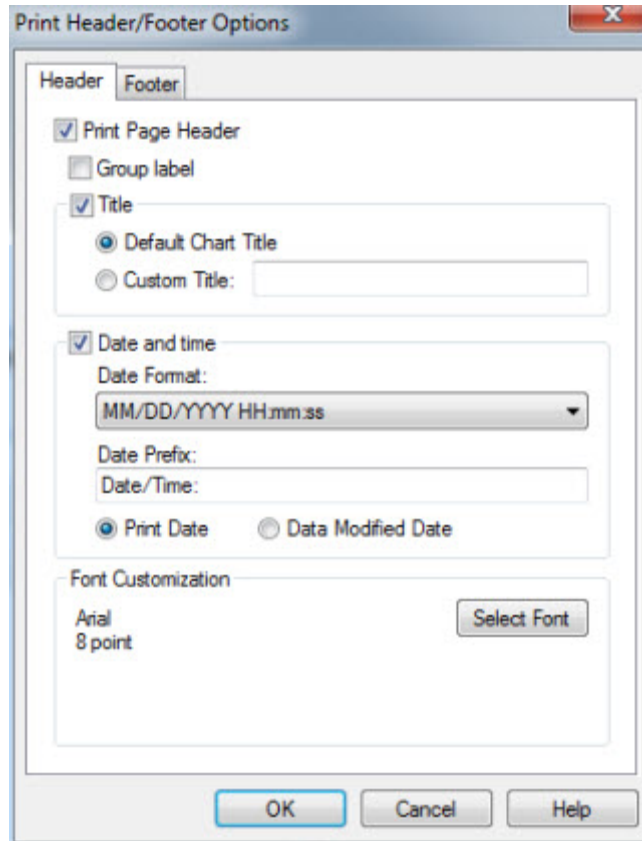 Print Header/Footer Options
Header Footer
Print Page Header
Group label
Title
Default Chart Title
Custom Title:
Date and time
Date Format:
MM/DD/YYYY HH:mm:ss
Date Prefix:
Date/Time:
Print Date Data Modified Date
Font Customization
Arial
8 point
Select Font
OK Cancel Help